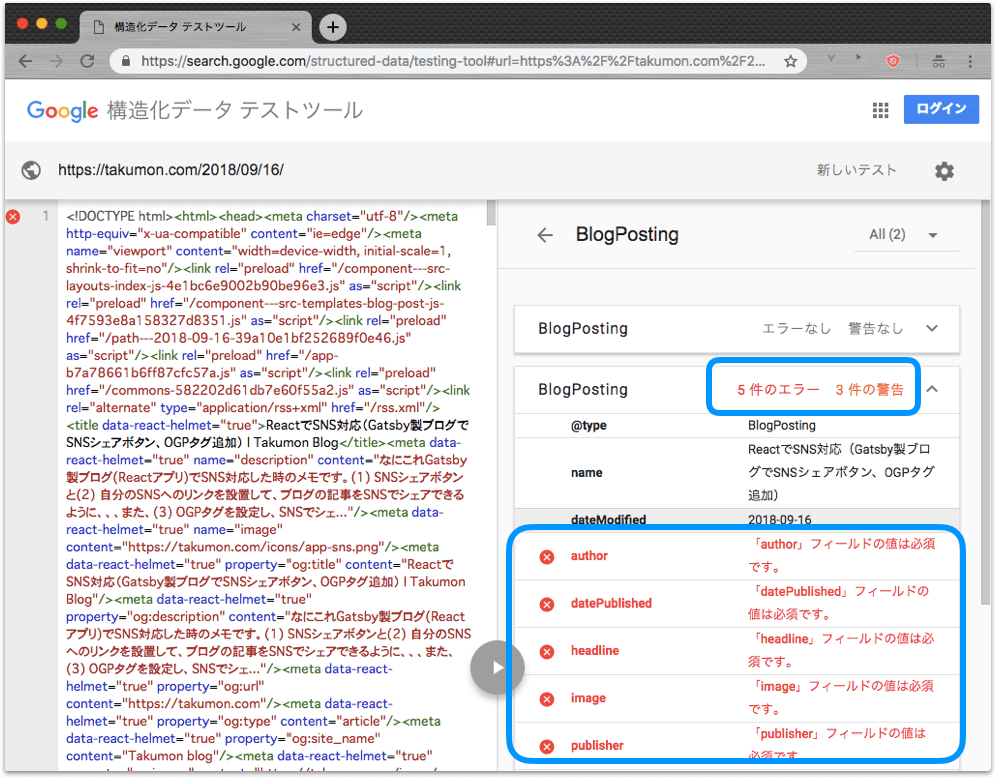 構造化データ テストツール
https://search.google.com/structured-data/testing-tool#url=https%3A%2F%2Ftakumon.com%2F2...
Google 構造化データ テストツール
ログイン
https://takumon.com/2018/09/16/
新しいテスト
1
<!DOCTYPE html><html><head><meta charset="utf-8"/><meta
http-equiv="x-ua-compatible" content="ie=edge"/><meta
name="viewport" content="width=device-width, initial-scale=1,
shrink-to-fit=no"/><link rel="preload" href="/component---src-
layouts-index-js-4e1bc6e9002b90be96e3.js" as="script"/><link
rel="preload" href="/component---src-templates-blog-post-js-
4f7593e8a158327d8351.js" as="script"/><link rel="preload"
href="/path---2018-09-16-39a10e1bf252689f0e46.js"
as="script"/><link rel="preload" href="/app-
b7a78661b6ff87cfc57a.js" as="script"/><link rel="preload"
href="/commons-582202d61db7e60f55a2.js" as="script"/><link
rel="alternate" type="application/rss+xml" href="/rss.xml"/>
<title data-react-helmet="true">ReactでSNS対応(Gatsby製ブログで
SNSシェアボタン、OGPタグ追加) | Takumon Blog</title><meta data-
react-helmet="true" name="description" content="なにこれGatsby
製ブログ(Reactアプリ)でSNS対応した時のメモです。(1) SNSシェアボタン
と(2) 自分のSNSへのリンクを設置して、ブログの記事をSNSでシェアできる
ように、、、また、(3) OGPタグを設定し、SNSでシェ..."/><meta data-
react-helmet="true" name="image"
content="https://takumon.com/icons/app-sns.png"/><meta
data-react-helmet="true" property="og:title" content="Reactで
SNS対応(Gatsby製ブログでSNSシェアボタン、OGPタグ追加) | Takumon
Blog"/><meta data-react-helmet="true"
property="og:description" content="なにこれGatsby製ブログ(React
アプリ)でSNS対応した時のメモです。(1) SNSシェアボタンと(2) 自分のSNS
へのリンクを設置して、ブログの記事をSNSでシェアできるように、、、また、
(3) OGPタグを設定し、SNSでシェ..."/><meta data-react-
helmet="true" property="og:url"
content="https://takumon.com"/><meta data-react-
helmet="true" property="og:type" content="article"/><meta
data-react-helmet="true" property="og:site_name"
content="Takumon blog"/><meta data-react-helmet="true"
BlogPosting
All (2)
BlogPosting エラーなし 警告なし
BlogPosting 5 件のエラー 3 件の警告
@type BlogPosting
name ReactでSNS対応（Gatsby製ブロ
グでSNSシェアボタン、OGPタグ
追加）
dateModified 2018-09-16
author 「author」フィールドの値は必須
です。
datePublished 「datePublished」フィールドの
値は必須です。
headline 「headline」フィールドの値は必
須です。
image 「image」フィールドの値は必須
です。
publisher 「publisher」フィールドの値は
必須です。